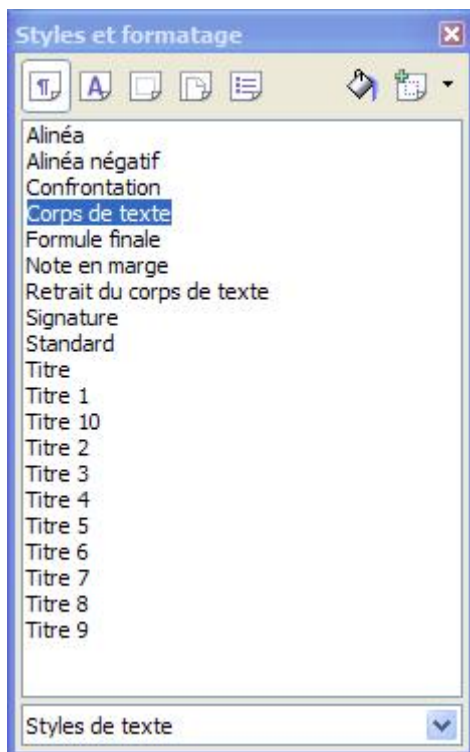 Styles et formatage
Alinéa
Alinéa négatif
Confrontation
Corps de texte
Formule finale
Note en marge
Retrait du corps de texte
Signature
Standard
Titre
Titre 1
Titre 10
Titre 2
Titre 3
Titre 4
Titre 5
Titre 6
Titre 7
Titre 8
Titre 9
Styles de texte